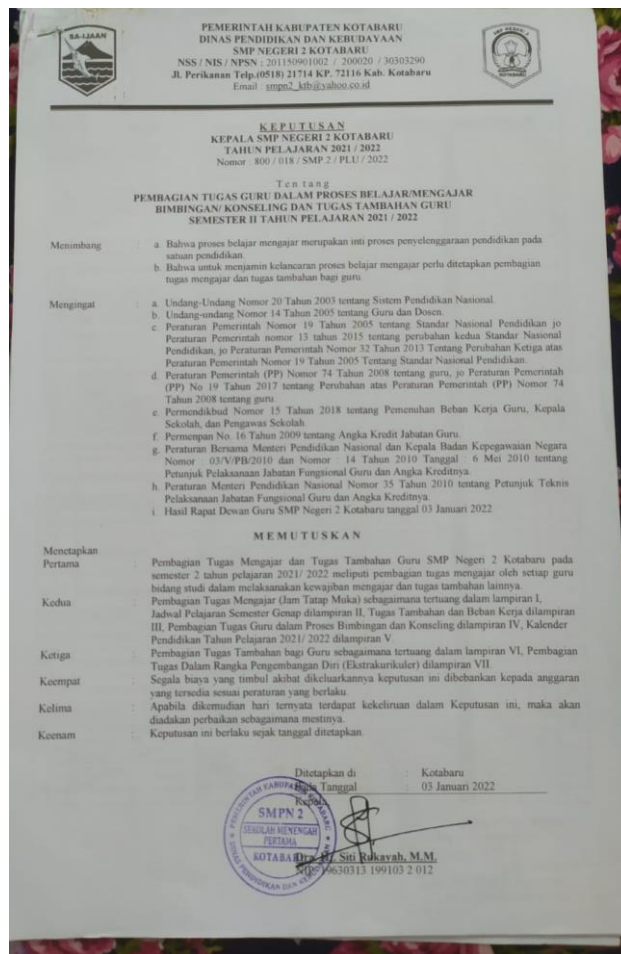 SA-IJAAN
PEMERINTAH KABUPATEN KOTABARU
DINAS PENDIDIKAN DAN KEBUDAYAAN
SMP NEGERI 2 KOTABARU
NSS / NIS / NPSN : 201150901002 / 200020 / 30303290
Jl. Perikanan Telp.(0518) 21714 KP. 72116 Kab. Kotabaru
Email : smpn2_ktb@yahoo.co.id
KOTABARU
K E P U T U S A N
KEPALA SMP NEGERI 2 KOTABARU
TAHUN PELAJARAN 2021 / 2022
Nomor : 800 / 018 / SMP.2 / PLU / 2022
T e n t a n g
PEMBAGIAN TUGAS GURU DALAM PROSES BELAJAR/MENGAJAR
BIMBINGAN/ KONSELING DAN TUGAS TAMBAHAN GURU
SEMESTER II TAHUN PELAJARAN 2021 / 2022
Menimbang : a. Bahwa proses belajar mengajar merupakan inti proses penyelenggaraan pendidikan pada
satuan pendidikan.
b. Bahwa untuk menjamin kelancaran proses belajar mengajar perlu ditetapkan pembagian
tugas mengajar dan tugas tambahan bagi guru.
Mengingat : a. Undang-Undang Nomor 20 Tahun 2003 tentang Sistem Pendidikan Nasional.
b. Undang-undang Nomor 14 Tahun 2005 tentang Guru dan Dosen.
c. Peraturan Pemerintah Nomor 19 Tahun 2005 tentang Standar Nasional Pendidikan jo
Peraturan Pemerintah nomor 13 tahun 2015 tentang perubahan kedua Standar Nasional
Pendidikan, jo Peraturan Pemerintah Nomor 32 Tahun 2013 Tentang Perubahan Ketiga atas
Peraturan Pemerintah Nomor 19 Tahun 2005 Tentang Standar Nasional Pendidikan.
d. Peraturan Pemerintah (PP) Nomor 74 Tahun 2008 tentang guru, jo Peraturan Pemerintah
(PP) No 19 Tahun 2017 tentang Perubahan atas Peraturan Pemerintah (PP) Nomor 74
Tahun 2008 tentang guru.
e. Permendikbud Nomor 15 Tahun 2018 tentang Pemenuhan Beban Kerja Guru, Kepala
Sekolah, dan Pengawas Sekolah.
f. Permenpan No. 16 Tahun 2009 tentang Angka Kredit Jabatan Guru.
g. Peraturan Bersama Menteri Pendidikan Nasional dan Kepala Badan Kepegawaian Negara
Nomor : 03/V/PB/2010 dan Nomor : 14 Tahun 2010 Tanggal : 6 Mei 2010 tentang
Petunjuk Pelaksanaan Jabatan Fungsional Guru dan Angka Kreditnya.
h. Peraturan Menteri Pendidikan Nasional Nomor 35 Tahun 2010 tentang Petunjuk Teknis
Pelaksanaan Jabatan Fungsional Guru dan Angka Kreditnya.
i. Hasil Rapat Dewan Guru SMP Negeri 2 Kotabaru tanggal 03 Januari 2022
M E M U T U S K A N
Menetapkan
Pertama : Pembagian Tugas Mengajar dan Tugas Tambahan Guru SMP Negeri 2 Kotabaru pada
semester 2 tahun pelajaran 2021/ 2022 meliputi pembagian tugas mengajar oleh setiap guru
bidang studi dalam melaksanakan kewajiban mengajar dan tugas tambahan lainnya.
Kedua : Pembagian Tugas Mengajar (Jam Tatap Muka) sebagaimana tertuang dalam lampiran I,
Jadwal Pelajaran Semester Genap dilampiran II, Tugas Tambahan dan Beban Kerja dilampiran
III, Pembagian Tugas Guru dalam Proses Bimbingan dan Konseling dilampiran IV, Kalender
Pendidikan Tahun Pelajaran 2021/ 2022 dilampiran V.
Ketiga : Pembagian Tugas Tambahan bagi Guru sebagaimana tertuang dalam lampiran VI, Pembagian
Tugas Dalam Rangka Pengembangan Diri (Ekstrakurikuler) dilampiran VII.
Keempat : Segala biaya yang timbul akibat dikeluarkannya keputusan ini dibebankan kepada anggaran
yang tersedia sesuai peraturan yang berlaku.
Kelima : Apabila dikemudian hari ternyata terdapat kekeliruan dalam Keputusan ini, maka akan
diadakan perbaikan sebagaimana mestinya.
Keenam : Keputusan ini berlaku sejak tanggal ditetapkan.
Ditetapkan di : Kotabaru
Pada Tanggal : 03 Januari 2022
Kepala,
PEMERINTAH KABUPATEN KOTABARU
SMPN 2
SEKOLAH MENENGAH
PERTAMA
KOTABARU
DINAS PENDIDIKAN DAN KEBUDAYAAN
Dra. Hj. Siti Rukayah, M.M.
NIP. 19630313 199103 2 012